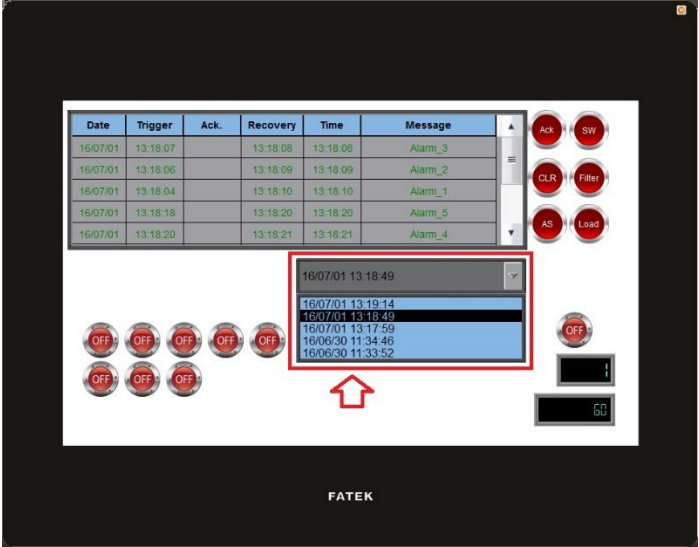 Date Trigger Ack. Recovery Time Message
16/07/01 13:18:07 13:18:08 13:18:08 Alarm_3
16/07/01 13:18:06 13:18:09 13:18:09 Alarm_2
16/07/01 13:18:04 13:18:10 13:18:10 Alarm_1
16/07/01 13:18:18 13:18:20 13:18:20 Alarm_5
16/07/01 13:18:20 13:18:21 13:18:21 Alarm_4
Ack SW
CLR Filter
AS Load
16/07/01 13:18:49
16/07/01 13:19:14
16/07/01 13:18:49
16/07/01 13:17:59
16/06/30 11:34:46
16/06/30 11:33:52
OFF OFF OFF OFF OFF
OFF OFF OFF
OFF
1
60
FATEK